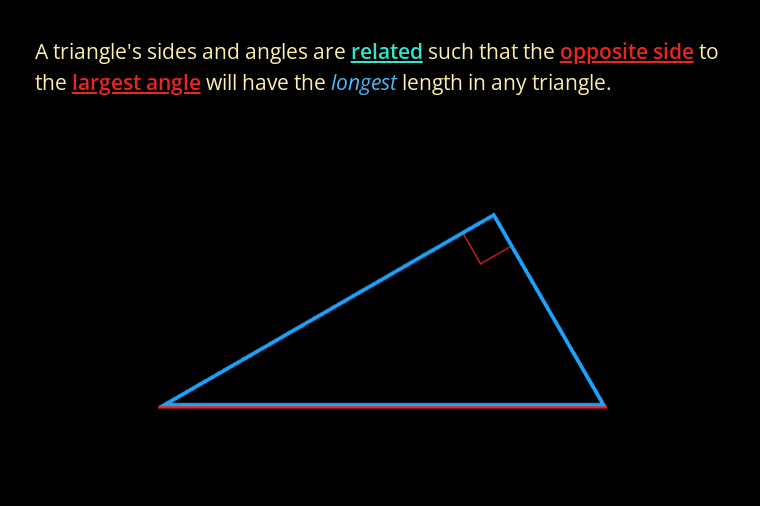 A triangle's sides and angles are related such that the opposite side to
the largest angle will have the longest length in any triangle.